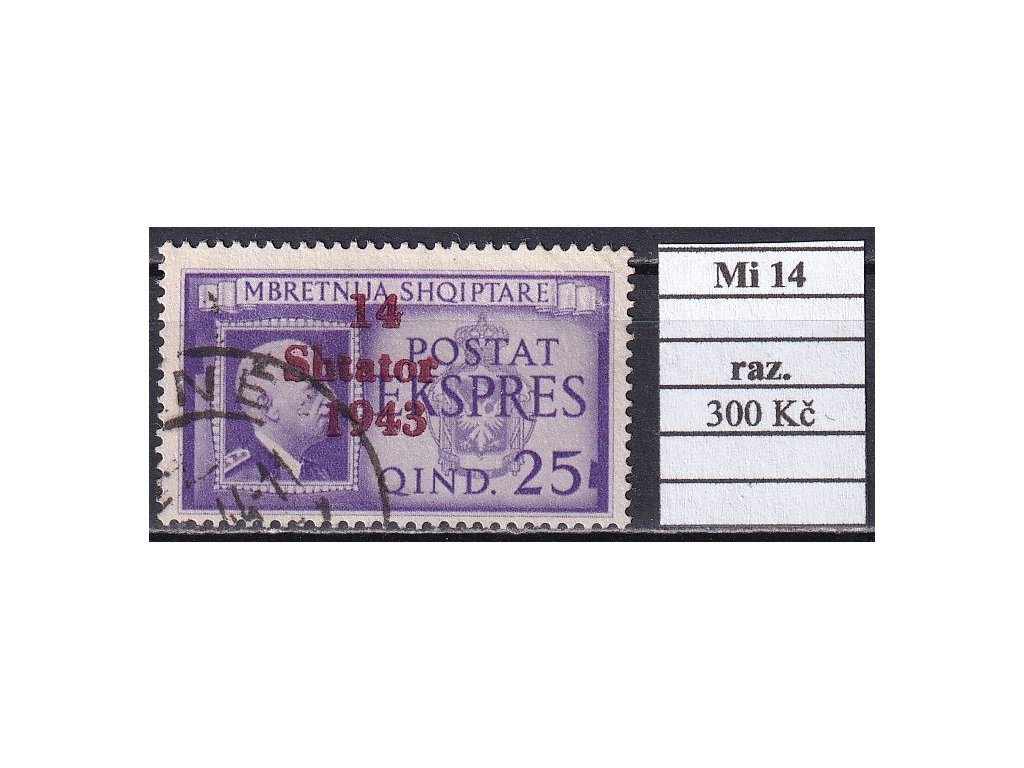 MBRETNIJA SHQIPTARE
14
Shtator
1943
POSTAT
EKSPRES
QIND. 25
Mi 14
raz.
300 Kč